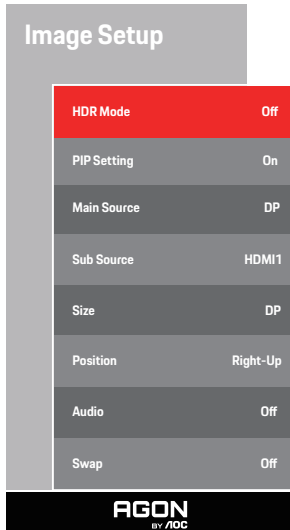 Image Setup
HDR Mode Off
PIP Setting On
Main Source DP
Sub Source HDMI1
Size DP
Position Right-Up
Audio Off
Swap Off
AGON
BY AOC